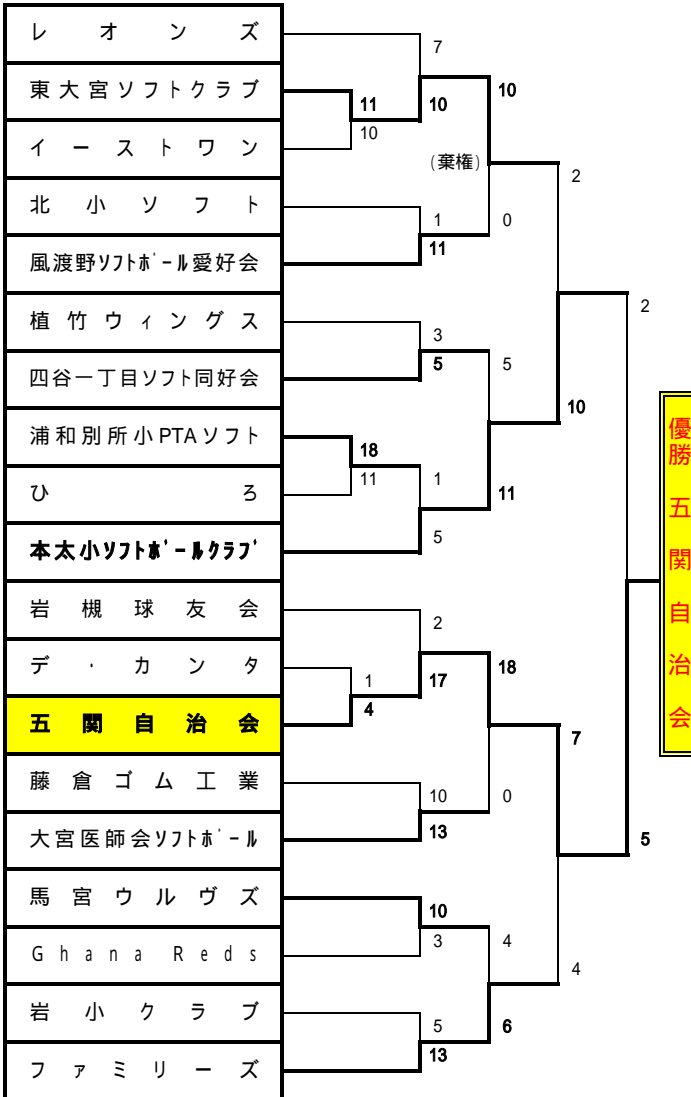 レオンズ
7
東大宮ソフトクラブ
11
10
10
イーストワン
10
(棄権)
2
北小ソフト
1
0
風渡野ソフトボール愛好会
11
植竹ウィングス
3
2
四谷一丁目ソフト同好会
5
5
10
浦和別所小PTAソフト
18
ひろ
11
1
11
本太小ソフトボールクラブ
5
岩槻球友会
2
デ・カンタ
1
17
18
五関自治会
4
7
藤倉ゴム工業
10
0
大宮医師会ソフトボール
13
5
馬宮ウルヴズ
10
Ghana Reds
3
4
4
岩小クラブ
5
6
ファミリーズ
13
優勝 五関自治会